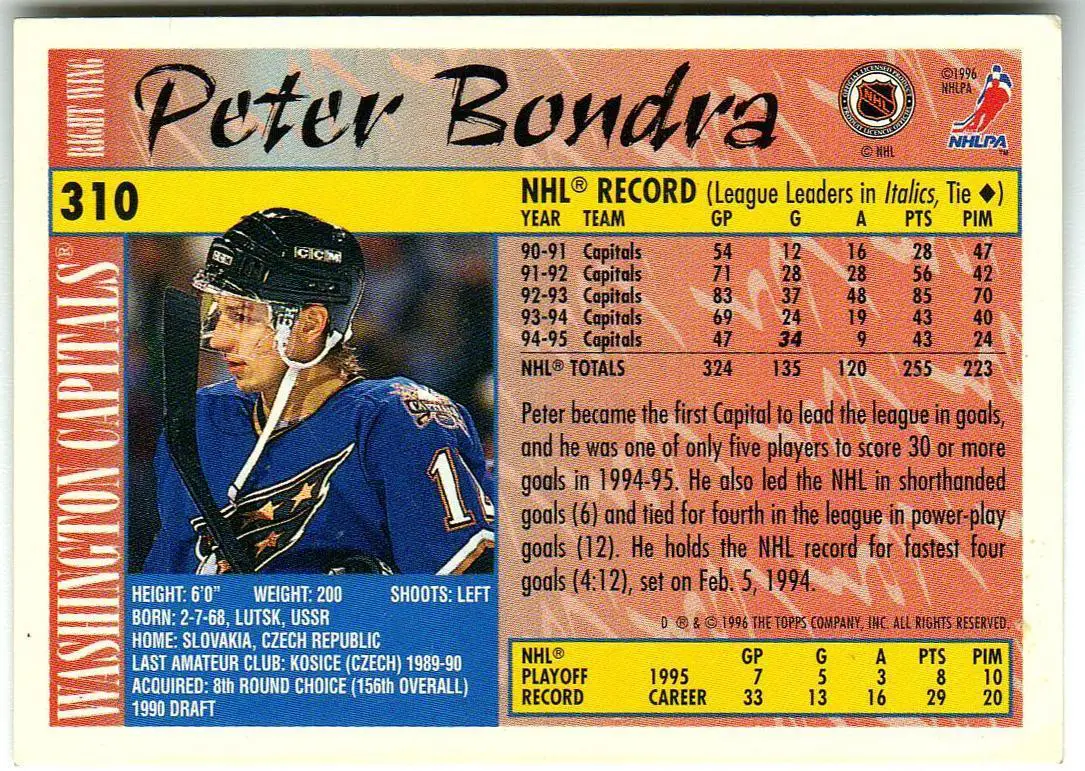 RIGHT WING
Peter Bondra
NHL
© NHL
©1996
NHLPA
NHLPA™
310
NHL® RECORD (League Leaders in Italics, Tie ♦)
YEAR TEAM GP G A PTS PIM
WASHINGTON CAPITALS®
CCM
90-91 Capitals 54 12 16 28 47
91-92 Capitals 71 28 28 56 42
92-93 Capitals 83 37 48 85 70
93-94 Capitals 69 24 19 43 40
94-95 Capitals 47 34 9 43 24
NHL® TOTALS 324 135 120 255 223
Peter became the first Capital to lead the league in goals,
and he was one of only five players to score 30 or more
goals in 1994-95. He also led the NHL in shorthanded
goals (6) and tied for fourth in the league in power-play
goals (12). He holds the NHL record for fastest four
goals (4:12), set on Feb. 5, 1994.
HEIGHT: 6'0" WEIGHT: 200 SHOOTS: LEFT
BORN: 2-7-68, LUTSK, USSR
HOME: SLOVAKIA, CZECH REPUBLIC
LAST AMATEUR CLUB: KOSICE (CZECH) 1989-90
ACQUIRED: 8th ROUND CHOICE (156th OVERALL)
1990 DRAFT
D ® & © 1996 THE TOPPS COMPANY, INC. ALL RIGHTS RESERVED.
NHL® GP G A PTS PIM
PLAYOFF 1995 7 5 3 8 10
RECORD CAREER 33 13 16 29 20